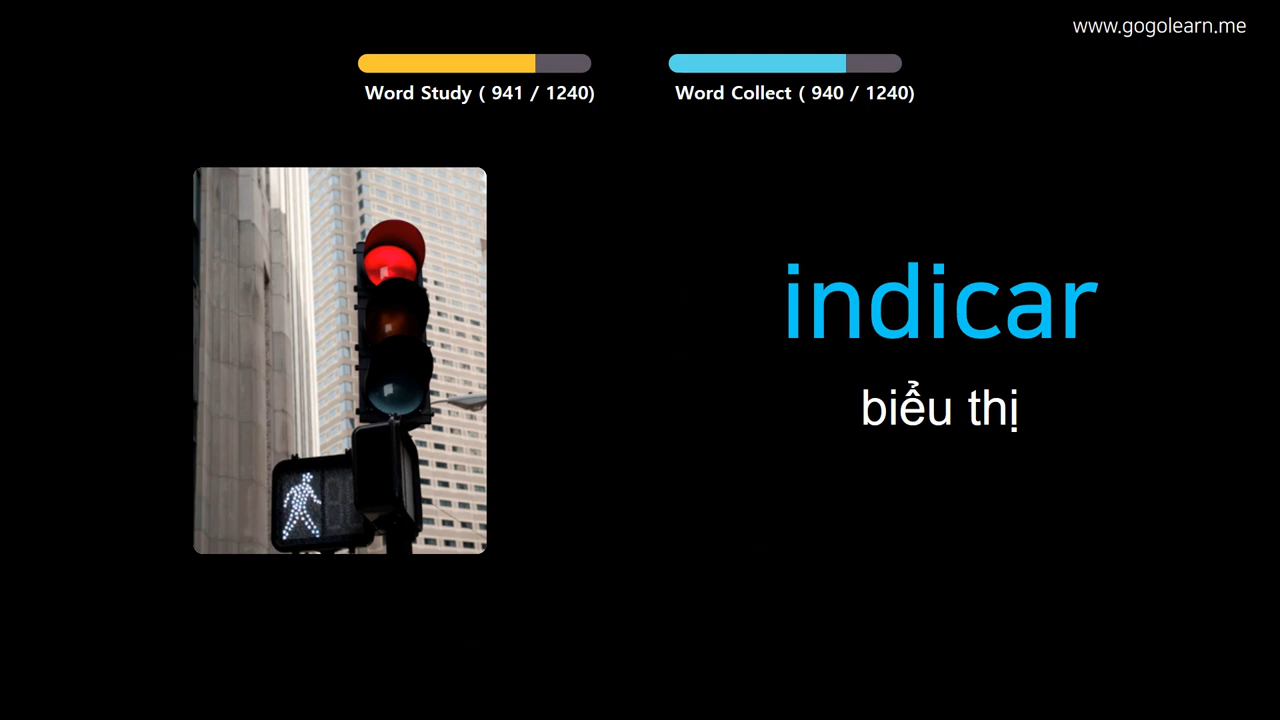 www.gogolearn.me
Word Study ( 941 / 1240)
Word Collect ( 940 / 1240)
indicar
biểu thị